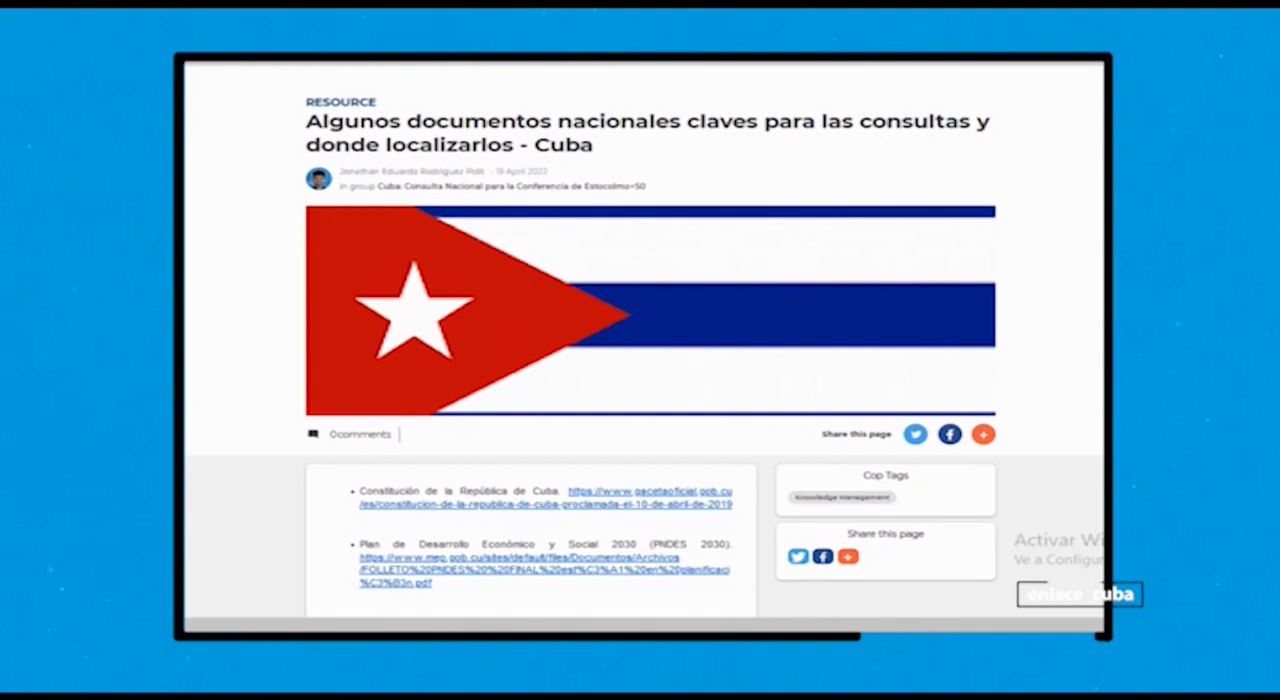 RESOURCE
Algunos documentos nacionales claves para las consultas y
donde localizarlos - Cuba
Jonathan Eduardo Rodriguez Polit - 19 April 2022
In group Cuba: Consulta Nacional para la Conferencia de Estocolmo+50
0comments
Share this page
• Constitución de la República de Cuba. https://www.gacetaoficial.gob.cu
/es/constitucion-de-la-republica-de-cuba-proclamada-el-10-de-abril-de-2019
• Plan de Desarrollo Económico y Social 2030 (PNDES 2030).
https://www.mep.gob.cu/sites/default/files/Documentos/Archivos
/FOLLETO%20PNDES%20%20FINAL%20est%C3%A1%20en%20planificaci
%C3%B3n.pdf
Cop Tags
Knowledge Management
Share this page
Activar Wi
Ve a Configur
enlace_cuba